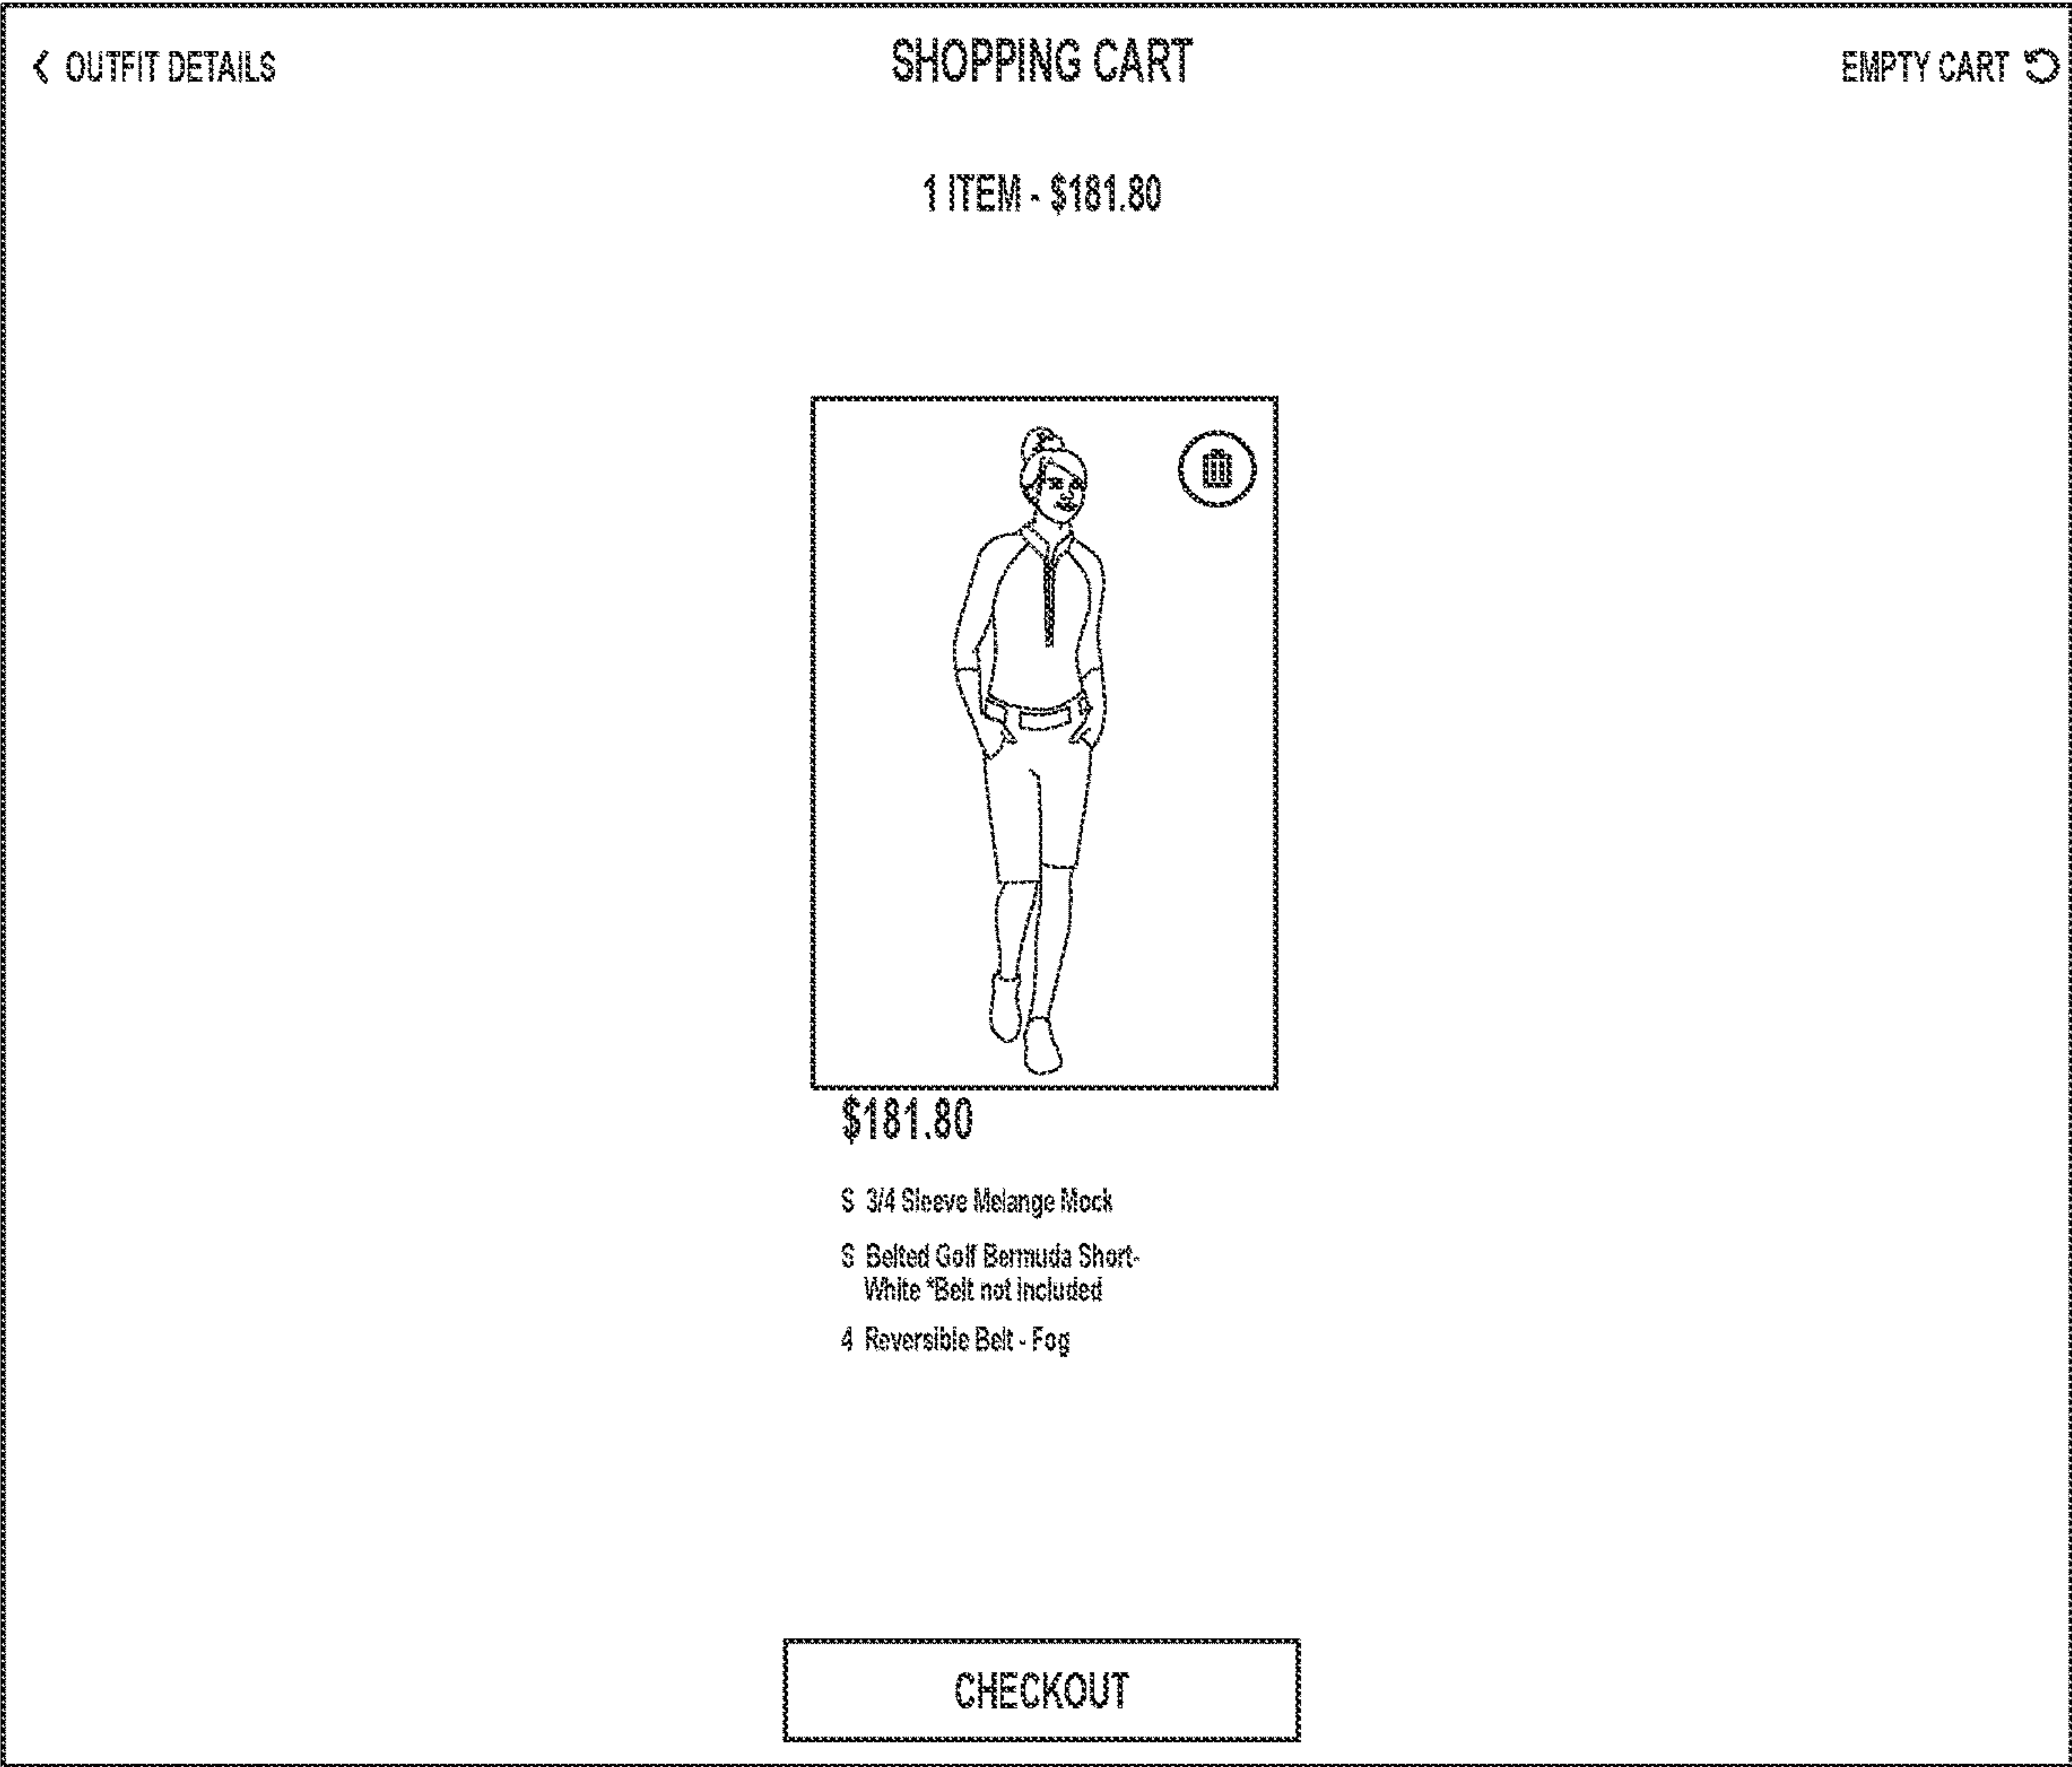 OUTFIT DETAILS
SHOPPING CART
EMPTY CART
1 ITEM - $181.80
$181.80
S 3/4 Sleeve Melange Mock
S Belted Golf Bermuda Short-
White *Belt not included
4 Reversible Belt - Fog
CHECKOUT